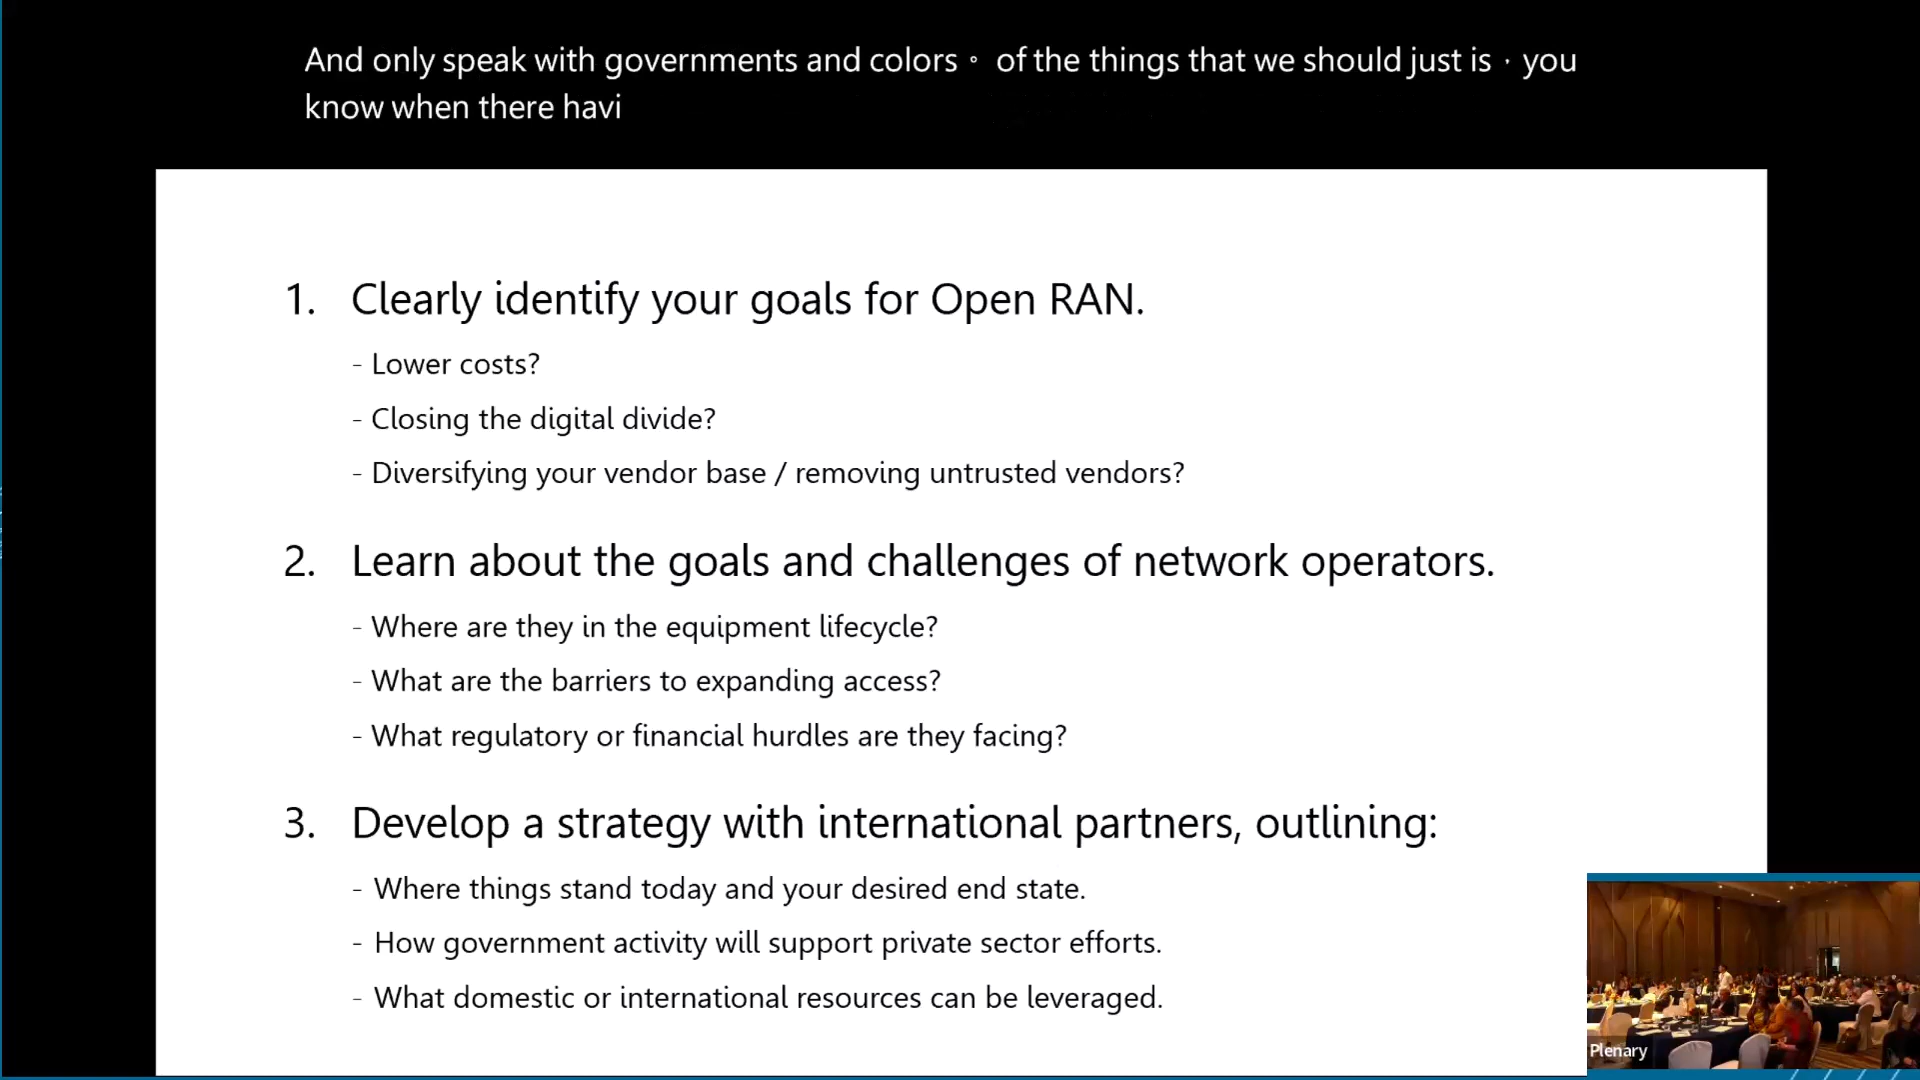 And only speak with governments and colors。 of the things that we should just is，you
know when there havi
1. Clearly identify your goals for Open RAN.
- Lower costs?
- Closing the digital divide?
- Diversifying your vendor base / removing untrusted vendors?
2. Learn about the goals and challenges of network operators.
- Where are they in the equipment lifecycle?
- What are the barriers to expanding access?
- What regulatory or financial hurdles are they facing?
3. Develop a strategy with international partners, outlining:
- Where things stand today and your desired end state.
- How government activity will support private sector efforts.
- What domestic or international resources can be leveraged.
Plenary